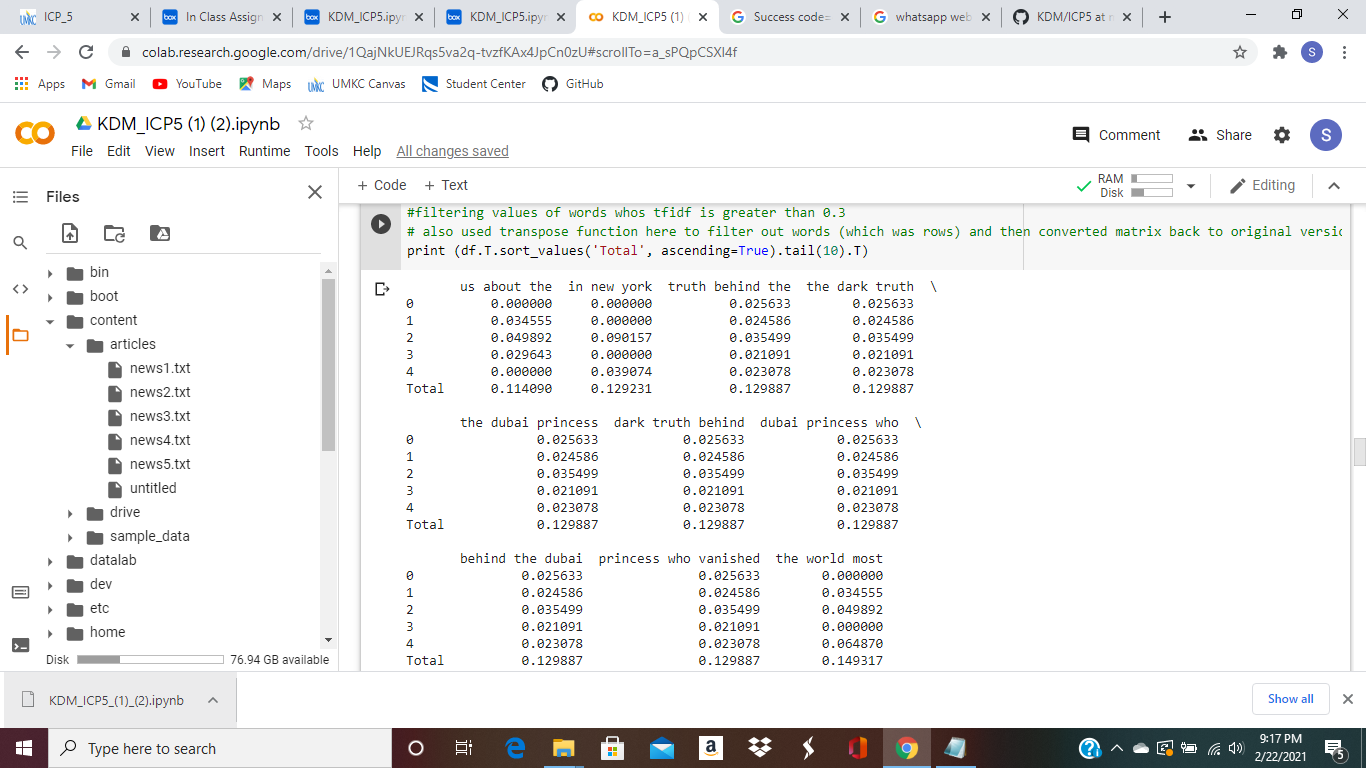 ICP_5
In Class Assign
KDM_ICP5.ipyn
KDM_ICP5.ipyn
KDM_ICP5 (1) (
Success code=
whatsapp web
KDM/ICP5 at
colab.research.google.com/drive/1QajNkUEJRqs5va2q-tvzfKAx4JpCn0zU#scrollTo=a_sPQpCSXl4f
S
Apps
Gmail
YouTube
Maps
UMKC Canvas
Student Center
GitHub
KDM_ICP5 (1) (2).ipynb
File Edit View Insert Runtime Tools Help All changes saved
Comment
Share
S
Files
+ Code + Text
RAM
Disk
Editing
bin
boot
content
articles
news1.txt
news2.txt
news3.txt
news4.txt
news5.txt
untitled
drive
sample_data
datalab
dev
etc
home
Disk 76.94 GB available
#filtering values of words whos tfidf is greater than 0.3
# also used transpose function here to filter out words (which was rows) and then converted matrix back to original versio
print (df.T.sort_values('Total', ascending=True).tail(10).T)
us about the in new york truth behind the the dark truth \
0 0.000000 0.000000 0.025633 0.025633
1 0.034555 0.000000 0.024586 0.024586
2 0.049892 0.090157 0.035499 0.035499
3 0.029643 0.000000 0.021091 0.021091
4 0.000000 0.039074 0.023078 0.023078
Total 0.114090 0.129231 0.129887 0.129887
the dubai princess dark truth behind dubai princess who \
0 0.025633 0.025633 0.025633
1 0.024586 0.024586 0.024586
2 0.035499 0.035499 0.035499
3 0.021091 0.021091 0.021091
4 0.023078 0.023078 0.023078
Total 0.129887 0.129887 0.129887
behind the dubai princess who vanished the world most
0 0.025633 0.025633 0.000000
1 0.024586 0.024586 0.034555
2 0.035499 0.035499 0.049892
3 0.021091 0.021091 0.000000
4 0.023078 0.023078 0.064870
Total 0.129887 0.129887 0.149317
KDM_ICP5_(1)_(2).ipynb
Show all
Type here to search
9:17 PM
2/22/2021
5